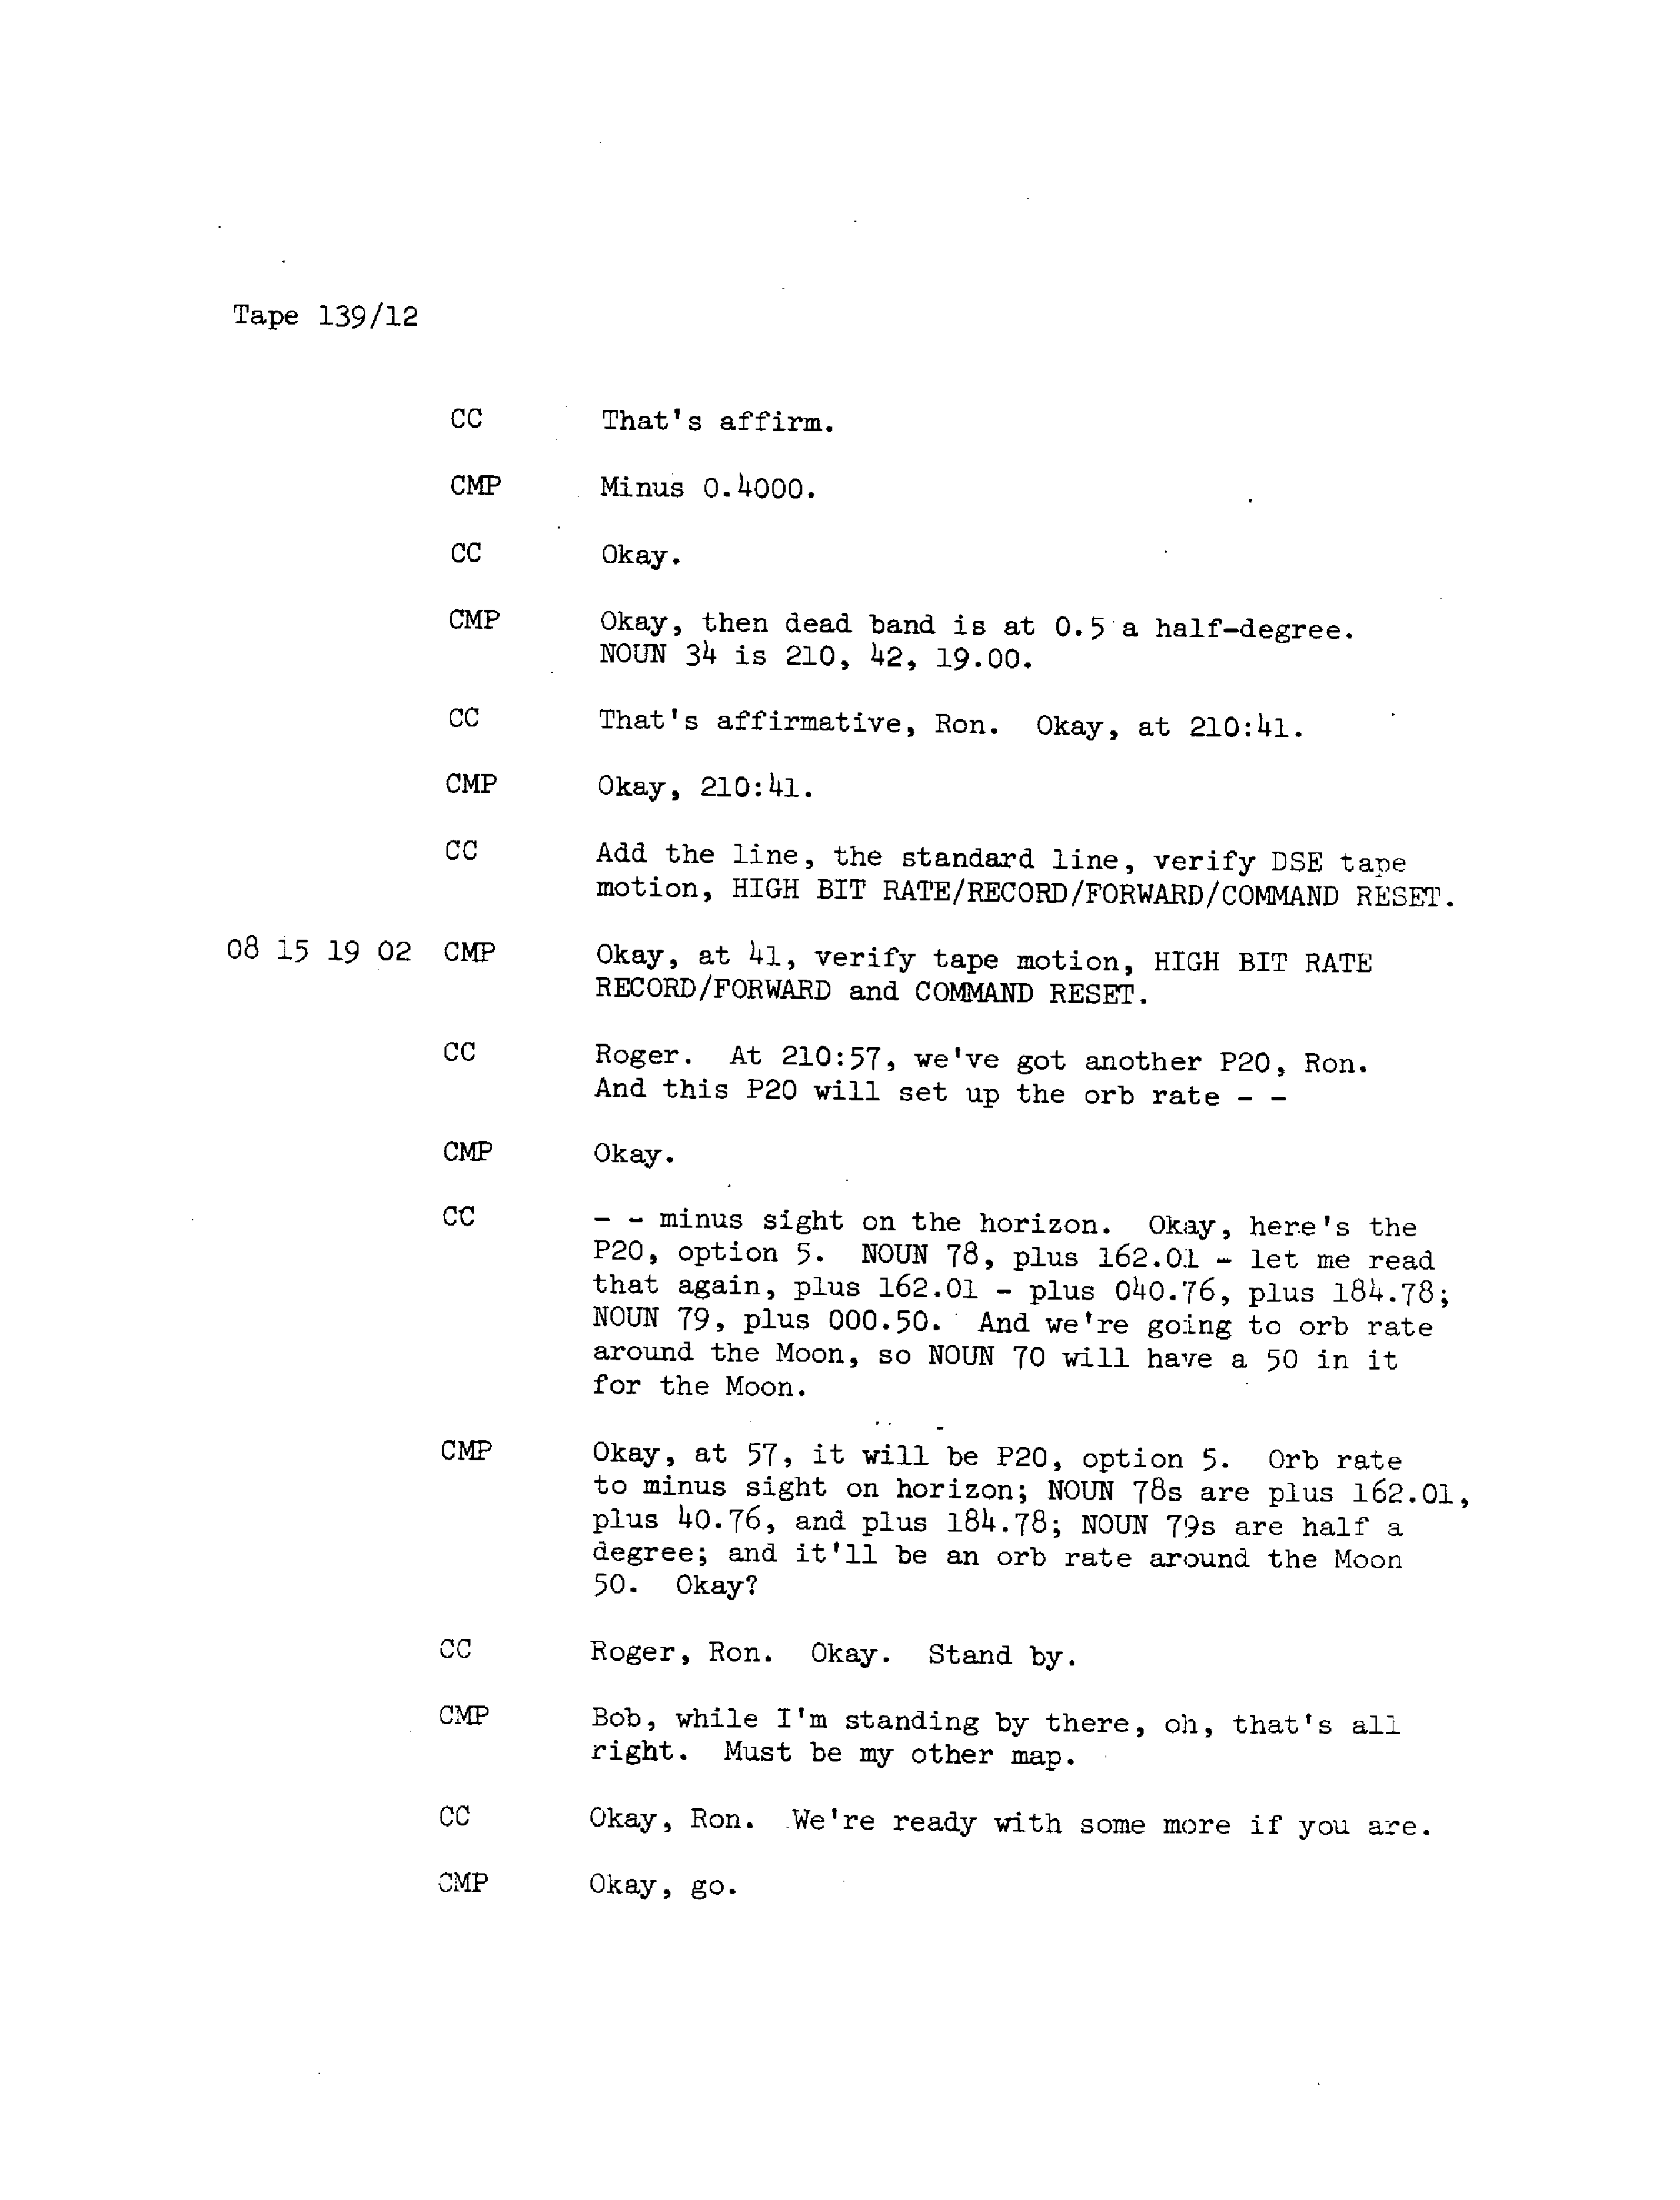 Tape 139/12
CC That's affirm.
CMP Minus 0.4000.
CC Okay.
CMP Okay, then dead band is at 0.5 a half-degree.
NOUN 34 is 210, 42, 19.00.
CC That's affirmative, Ron. Okay, at 210:41.
CMP Okay, 210:41.
CC Add the line, the standard line, verify DSE tape
motion, HIGH BIT RATE/RECORD/FORWARD/COMMAND RESET.
08 15 19 02 CMP Okay, at 41, verify tape motion, HIGH BIT RATE
RECORD/FORWARD and COMMAND RESET.
CC Roger. At 210:57, we've got another P20, Ron.
And this P20 will set up the orb rate - -
CMP Okay.
CC - - minus sight on the horizon. Okay, here's the
P20, option 5. NOUN 78, plus 162.01 - let me read
that again, plus 162.01 - plus 040.76, plus 184.78;
NOUN 79, plus 000.50. And we're going to orb rate
around the Moon, so NOUN 70 will have a 50 in it
for the Moon.
CMP Okay, at 57, it will be P20, option 5. Orb rate
to minus sight on horizon; NOUN 78s are plus 162.01,
plus 40.76, and plus 184.78; NOUN 79s are half a
degree; and it'll be an orb rate around the Moon
50. Okay?
CC Roger, Ron. Okay. Stand by.
CMP Bob, while I'm standing by there, oh, that's all
right. Must be my other map.
CC Okay, Ron. We're ready with some more if you are.
CMP Okay, go.